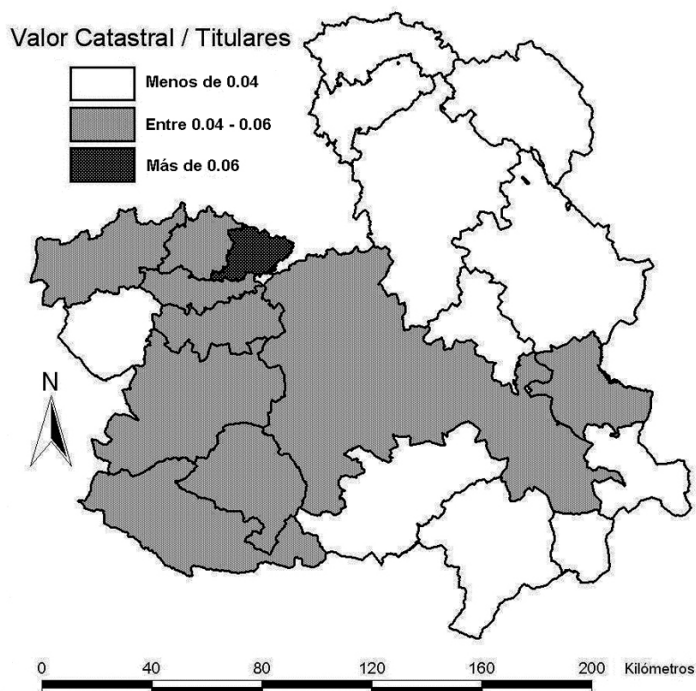 Valor Catastral / Titulares
Menos de 0.04
Entre 0.04 - 0.06
Más de 0.06
N
0 40 80 120 160 200 Kilómetros